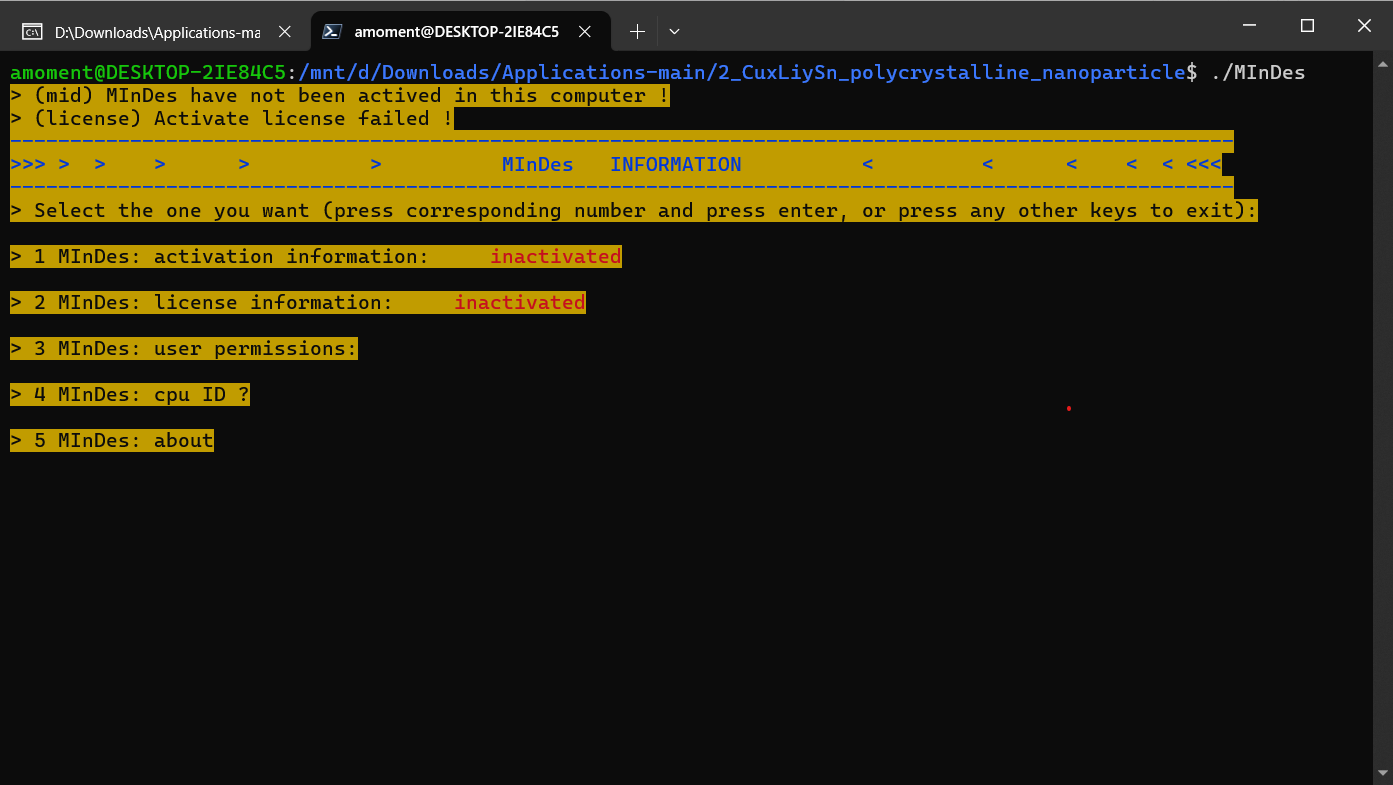 D:\Downloads\Applications-ma
amoment@DESKTOP-2IE84C5
amoment@DESKTOP-2IE84C5:/mnt/d/Downloads/Applications-main/2_CuxLiySn_polycrystalline_nanoparticle$ ./MInDes
> (mid) MInDes have not been actived in this computer !
> (license) Activate license failed !
------------------------------------------------------------------------------------------------------
>>> >  >    >      >          >          MInDes   INFORMATION          <         <      <    <  < <<<
------------------------------------------------------------------------------------------------------
> Select the one you want (press corresponding number and press enter, or press any other keys to exit):
> 1 MInDes: activation information:     inactivated
> 2 MInDes: license information:     inactivated
> 3 MInDes: user permissions:
> 4 MInDes: cpu ID ?
> 5 MInDes: about